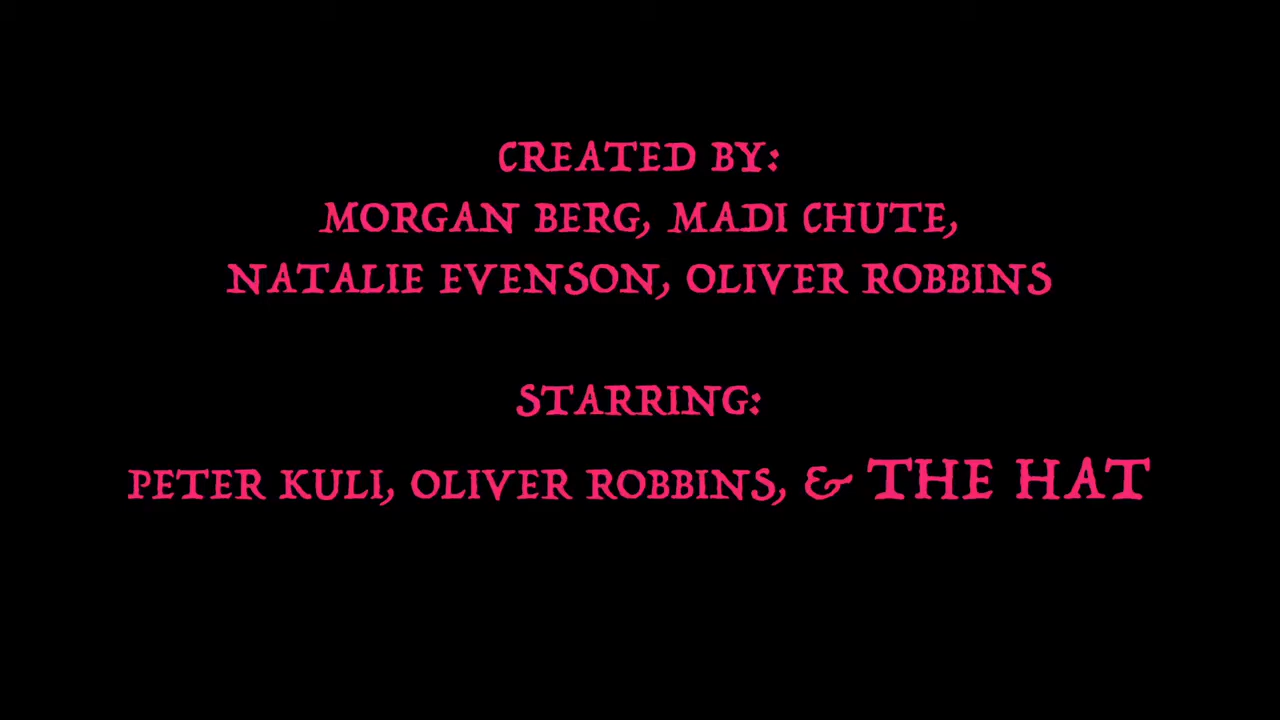 CREATED BY:
MORGAN BERG, MADI CHUTE,
NATALIE EVENSON, OLIVER ROBBINS
STARRING:
PETER KULI, OLIVER ROBBINS, & THE HAT